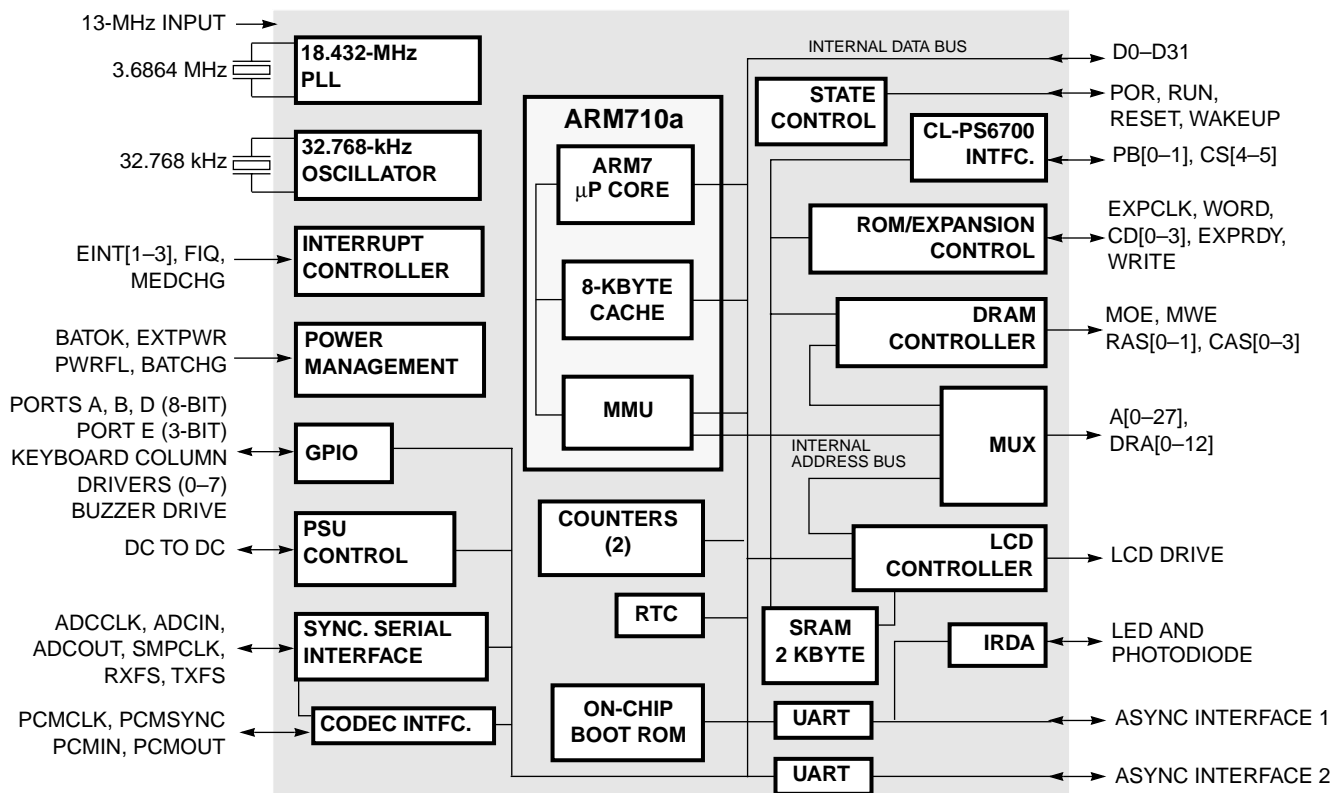 13-MHz INPUT
3.6864 MHz
18.432-MHz
PLL
32.768 kHz
32.768-kHz
OSCILLATOR
EINT[1–3], FIQ,
MEDCHG
INTERRUPT
CONTROLLER
BATOK, EXTPWR
PWRFL, BATCHG
POWER
MANAGEMENT
PORTS A, B, D (8-BIT)
PORT E (3-BIT)
KEYBOARD COLUMN
DRIVERS (0–7)
BUZZER DRIVE
GPIO
DC TO DC
PSU
CONTROL
ADCCLK, ADCIN,
ADCOUT, SMPCLK,
RXFS, TXFS
SYNC. SERIAL
INTERFACE
PCMCLK, PCMSYNC
PCMIN, PCMOUT
CODEC INTFC.
ARM710a
ARM7
µP CORE
8-KBYTE
CACHE
MMU
COUNTERS
(2)
RTC
ON-CHIP
BOOT ROM
INTERNAL DATA BUS
D0–D31
STATE
CONTROL
POR, RUN,
RESET, WAKEUP
CL-PS6700
INTFC.
PB[0–1], CS[4–5]
ROM/EXPANSION
CONTROL
EXPCLK, WORD,
CD[0–3], EXPRDY,
WRITE
DRAM
CONTROLLER
MOE, MWE
RAS[0–1], CAS[0–3]
INTERNAL
ADDRESS BUS
MUX
A[0–27],
DRA[0–12]
LCD
CONTROLLER
LCD DRIVE
SRAM
2 KBYTE
IRDA
LED AND
PHOTODIODE
UART
ASYNC INTERFACE 1
UART
ASYNC INTERFACE 2